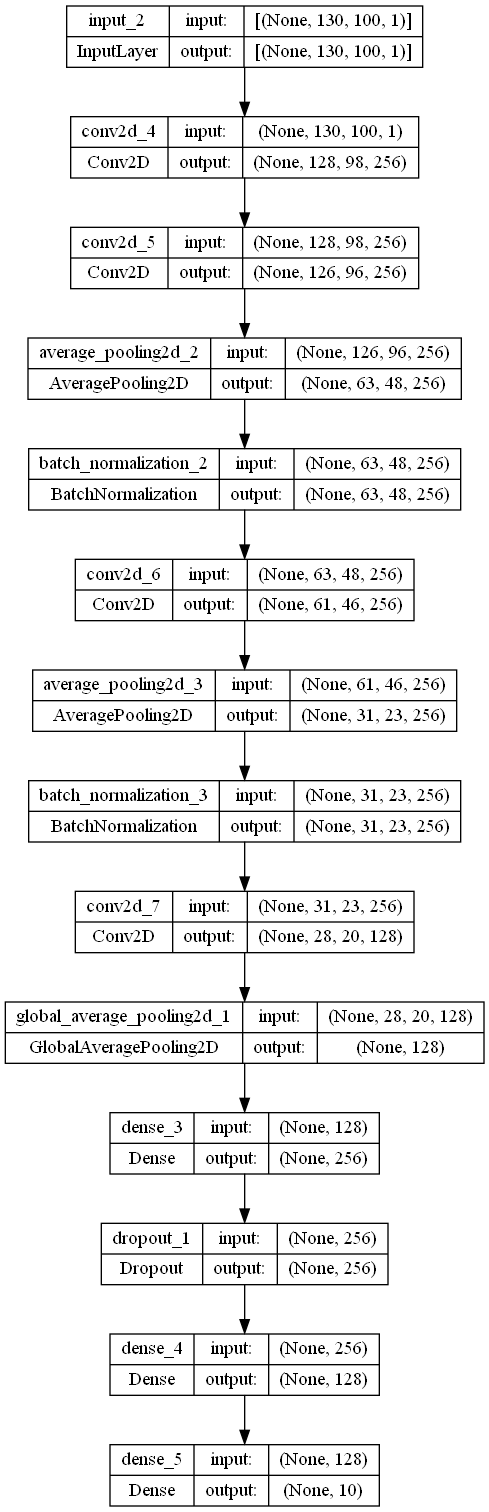 input_2 input: [(None, 130, 100, 1)]
InputLayer output: [(None, 130, 100, 1)]
conv2d_4 input: (None, 130, 100, 1)
Conv2D output: (None, 128, 98, 256)
conv2d_5 input: (None, 128, 98, 256)
Conv2D output: (None, 126, 96, 256)
average_pooling2d_2 input: (None, 126, 96, 256)
AveragePooling2D output: (None, 63, 48, 256)
batch_normalization_2 input: (None, 63, 48, 256)
BatchNormalization output: (None, 63, 48, 256)
conv2d_6 input: (None, 63, 48, 256)
Conv2D output: (None, 61, 46, 256)
average_pooling2d_3 input: (None, 61, 46, 256)
AveragePooling2D output: (None, 31, 23, 256)
batch_normalization_3 input: (None, 31, 23, 256)
BatchNormalization output: (None, 31, 23, 256)
conv2d_7 input: (None, 31, 23, 256)
Conv2D output: (None, 28, 20, 128)
global_average_pooling2d_1 input: (None, 28, 20, 128)
GlobalAveragePooling2D output: (None, 128)
dense_3 input: (None, 128)
Dense output: (None, 256)
dropout_1 input: (None, 256)
Dropout output: (None, 256)
dense_4 input: (None, 256)
Dense output: (None, 128)
dense_5 input: (None, 128)
Dense output: (None, 10)